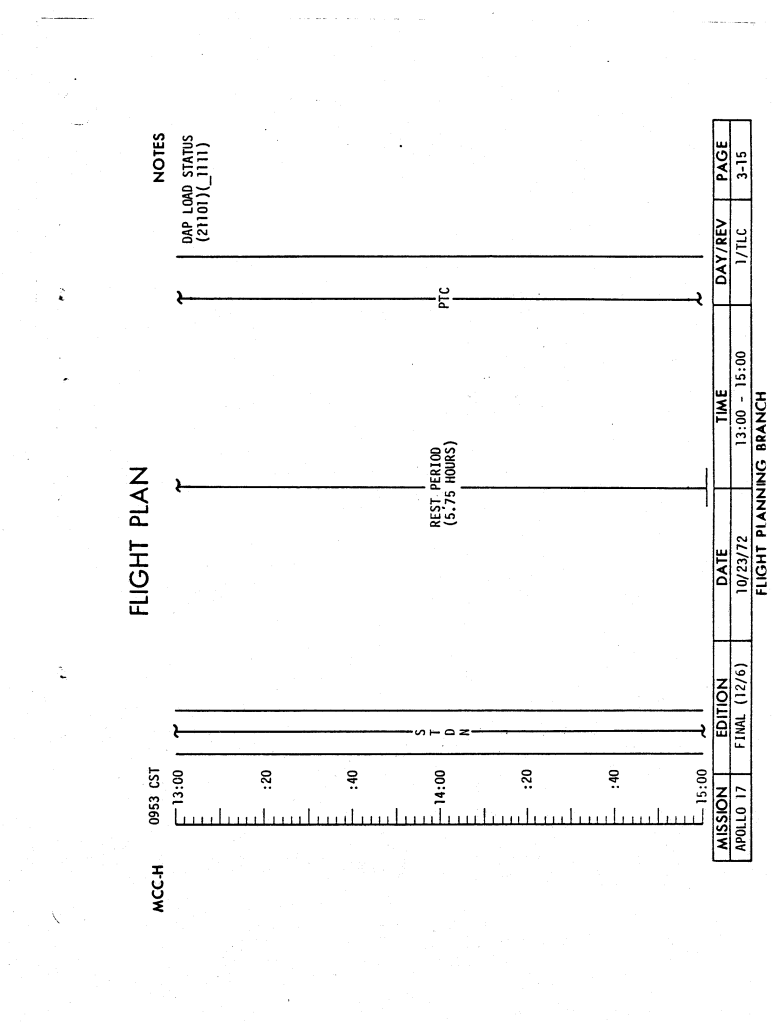 FLIGHT PLAN
MCC-H
0953 CST
NOTES
13:00
DAP LOAD STATUS
(21101)(_1111)
:20
:40
14:00
STDN
REST PERIOD
(5.75 HOURS)
PTC
:20
:40
15:00
MISSION EDITION DATE TIME DAY/REV PAGE
APOLLO 17 FINAL (12/6) 10/23/72 13:00 - 15:00 1/TLC 3-15
FLIGHT PLANNING BRANCH